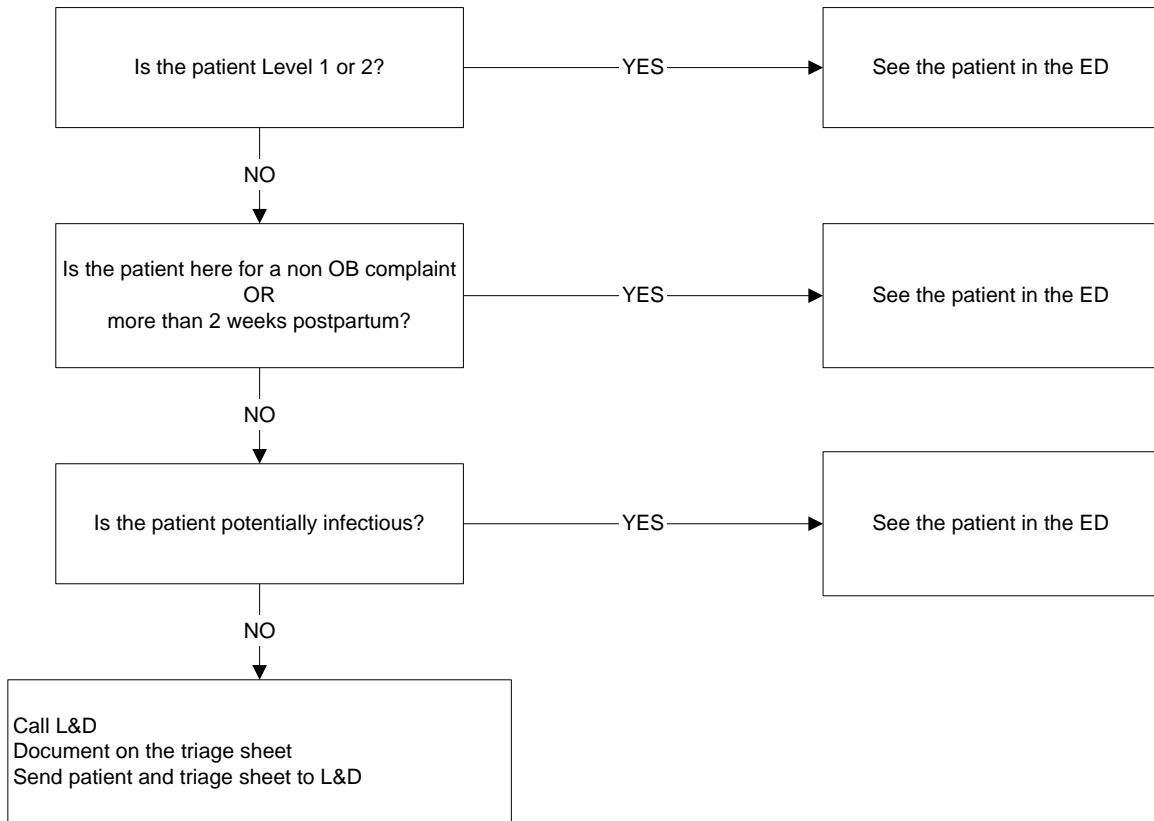 Is the patient Level 1 or 2?
YES
See the patient in the ED
NO
Is the patient here for a non OB complaint
OR
more than 2 weeks postpartum?
YES
See the patient in the ED
NO
Is the patient potentially infectious?
YES
See the patient in the ED
NO
Call L&D
Document on the triage sheet
Send patient and triage sheet to L&D